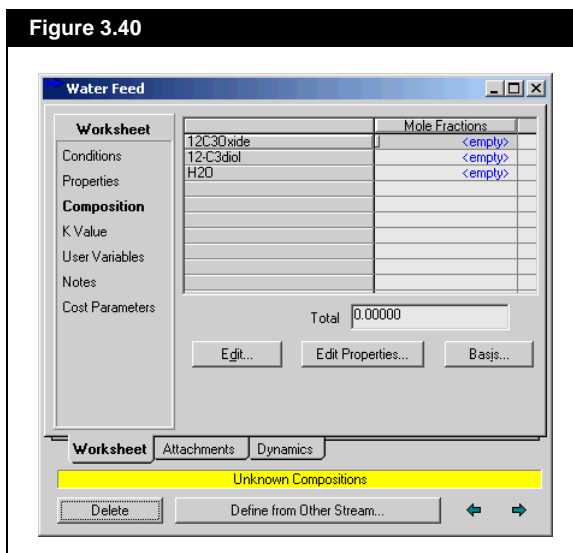 Figure 3.40
Water Feed
Worksheet
Conditions
Properties
Composition
K Value
User Variables
Notes
Cost Parameters
Mole Fractions
12C3Oxide <empty>
12-C3diol <empty>
H2O <empty>
Total 0.00000
Edit... Edit Properties... Basis...
Worksheet Attachments Dynamics
Unknown Compositions
Delete Define from Other Stream...